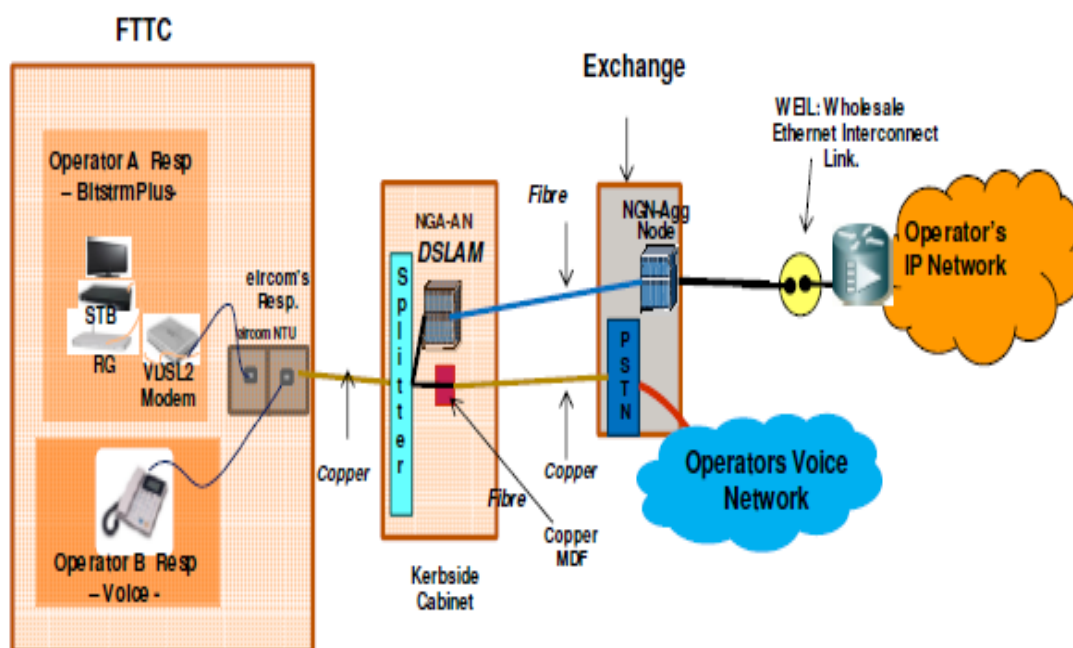 FTTC
Operator A Resp
– BitstrmPlus-
STB
RG
VDSL2
Modem
eircom's
Resp.
eircom NTU
Operator B Resp
– Voice -
Copper
NGA-AN
DSLAM
Splitter
Fibre
Kerbside
Cabinet
Copper
MDF
Fibre
Copper
Exchange
NGN-Agg
Node
PSTN
WEIL: Wholesale
Ethernet Interconnect
Link.
Operator's
IP Network
Operators Voice
Network